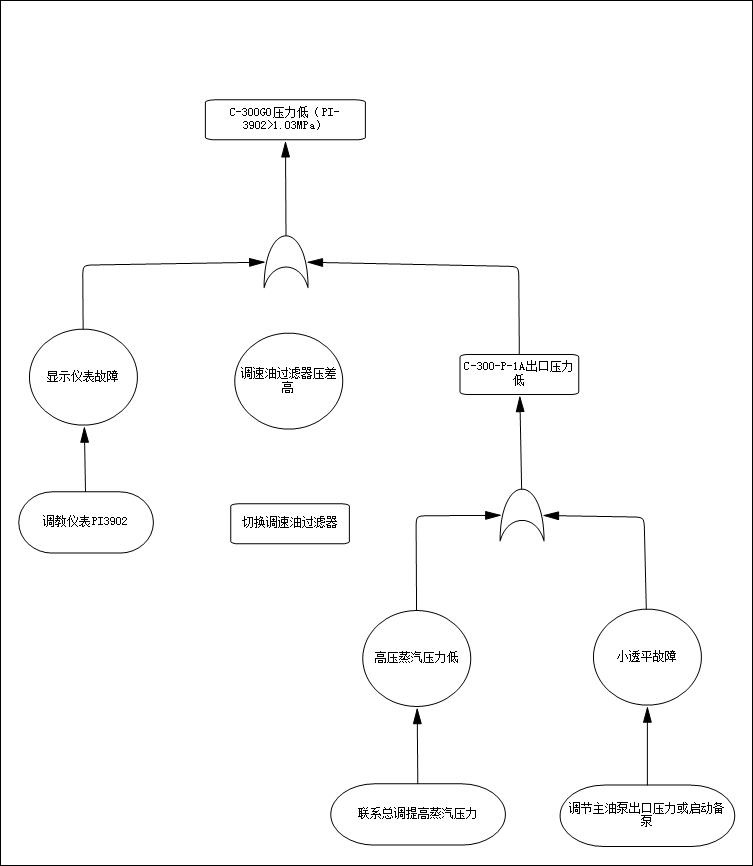 C-300GO压力低（PI-
3902>1.03MPa）
显示仪表故障
调速油过滤器压差
高
C-300-P-1A出口压力
低
调教仪表PI3902
切换调速油过滤器
高压蒸汽压力低
小透平故障
联系总调提高蒸汽压力
调节主油泵出口压力或启动备
泵